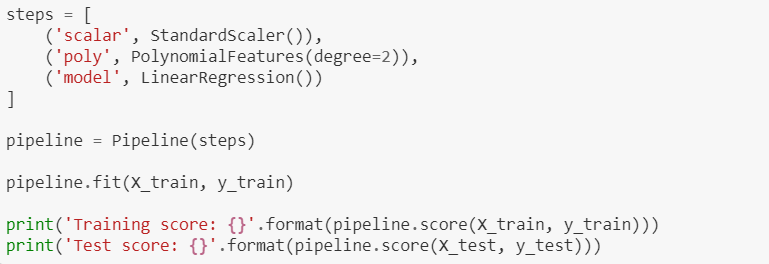 steps = [
    ('scalar', StandardScaler()),
    ('poly', PolynomialFeatures(degree=2)),
    ('model', LinearRegression())
]
pipeline = Pipeline(steps)
pipeline.fit(X_train, y_train)
print('Training score: {}'.format(pipeline.score(X_train, y_train)))
print('Test score: {}'.format(pipeline.score(X_test, y_test)))